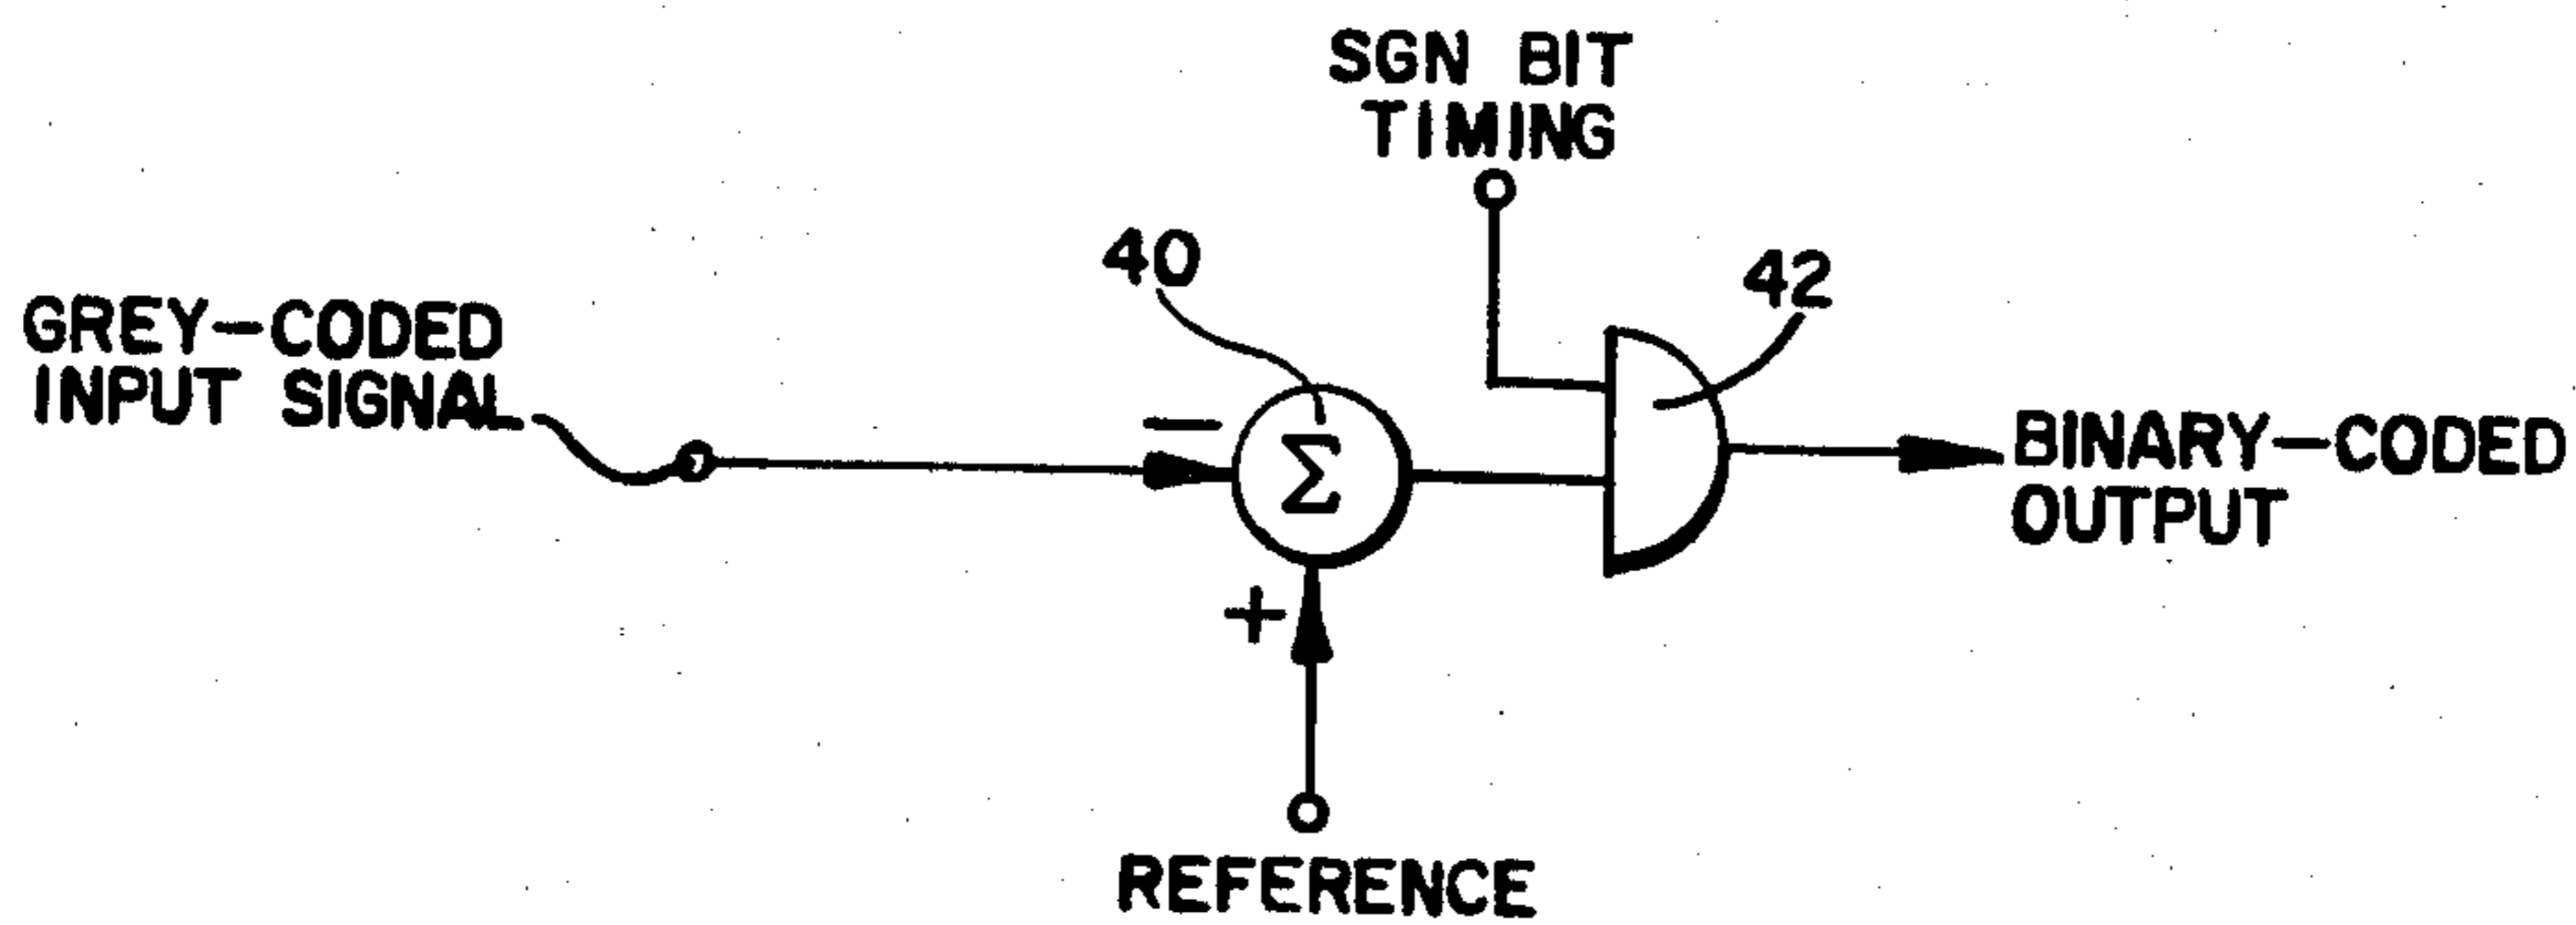 SGN BIT
TIMING
40
42
GREY-CODED
INPUT SIGNAL
−
Σ
BINARY-CODED
OUTPUT
+
REFERENCE